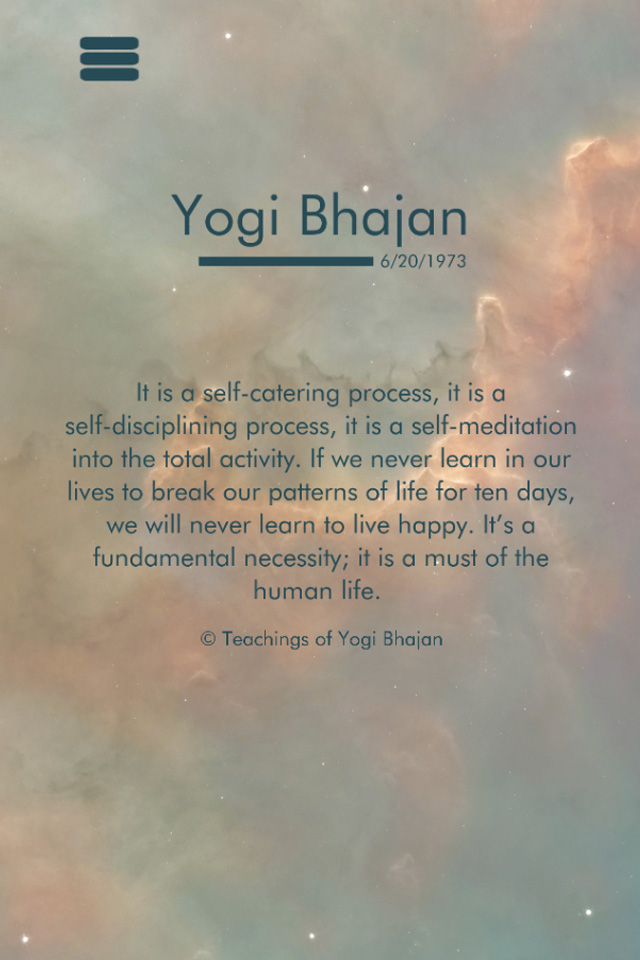 Yogi Bhajan
6/20/1973
It is a self-catering process, it is a
self-disciplining process, it is a self-meditation
into the total activity. If we never learn in our
lives to break our patterns of life for ten days,
we will never learn to live happy. It’s a
fundamental necessity; it is a must of the
human life.
© Teachings of Yogi Bhajan